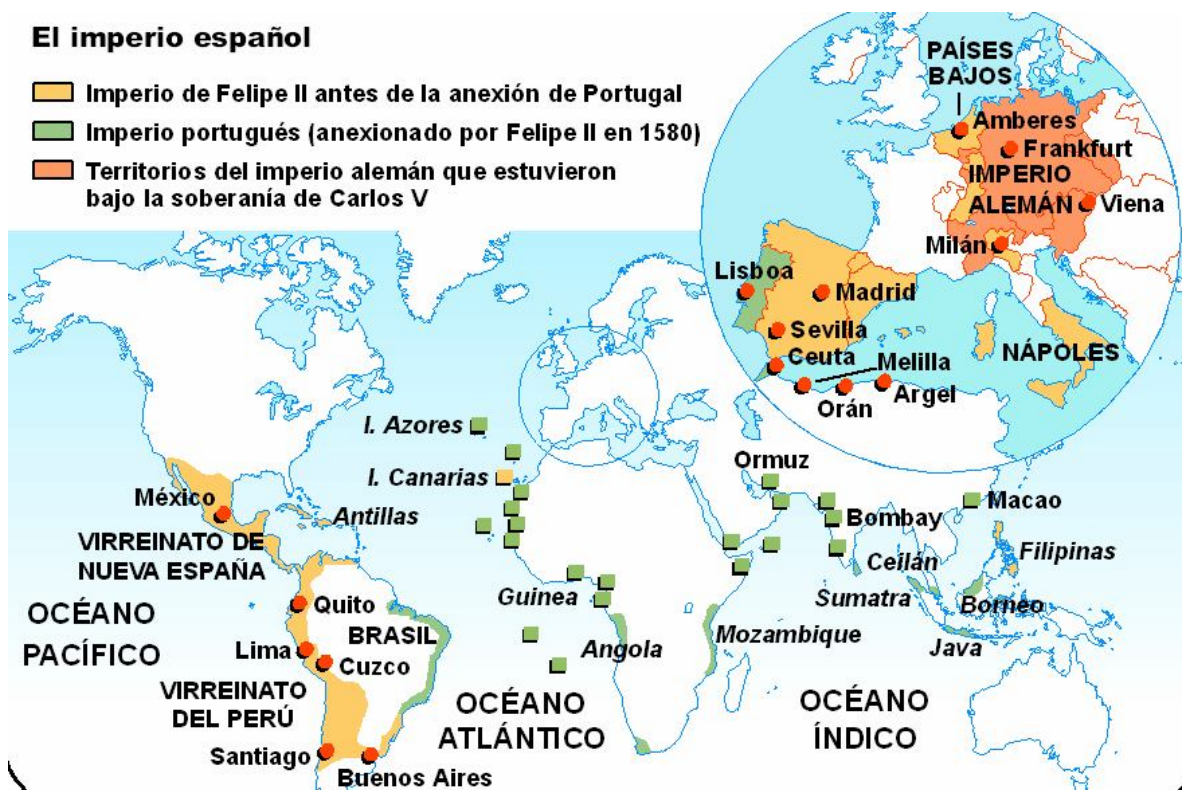 El imperio español
Imperio de Felipe II antes de la anexión de Portugal
Imperio portugués (anexionado por Felipe II en 1580)
Territorios del imperio alemán que estuvieron
bajo la soberanía de Carlos V
PAÍSES
BAJOS
Amberes
Frankfurt
IMPERIO
ALEMÁN
Viena
Milán
Lisboa
Madrid
Sevilla
Ceuta
Melilla
NÁPOLES
Orán
Argel
I. Azores
I. Canarias
Ormuz
México
Antillas
Macao
Bombay
VIRREINATO DE
NUEVA ESPAÑA
Ceilán
Filipinas
Guinea
Sumatra
Borneo
OCÉANO
PACÍFICO
Quito
BRASIL
Lima
Cuzco
Angola
Mozambique
Java
VIRREINATO
DEL PERÚ
OCÉANO
ATLÁNTICO
OCÉANO
ÍNDICO
Santiago
Buenos Aires